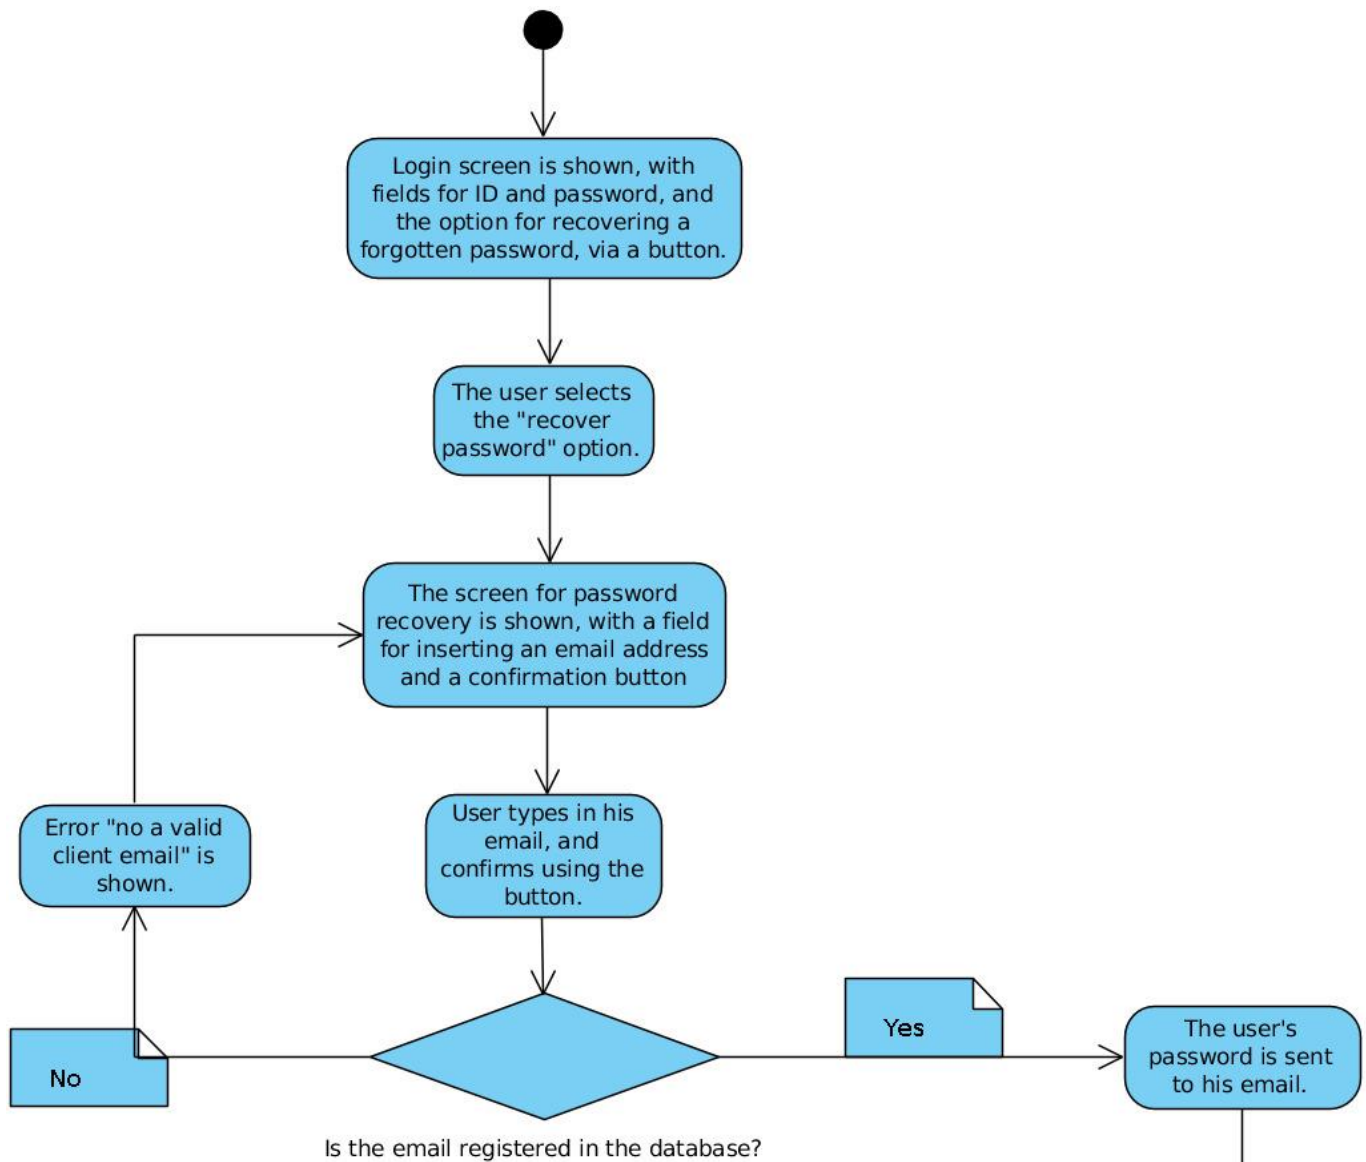 Login screen is shown, with
fields for ID and password, and
the option for recovering a
forgotten password, via a button.
The user selects
the "recover
password" option.
The screen for password
recovery is shown, with a field
for inserting an email address
and a confirmation button
User types in his
email, and
confirms using the
button.
Error "no a valid
client email" is
shown.
No
Yes
The user's
password is sent
to his email.
Is the email registered in the database?